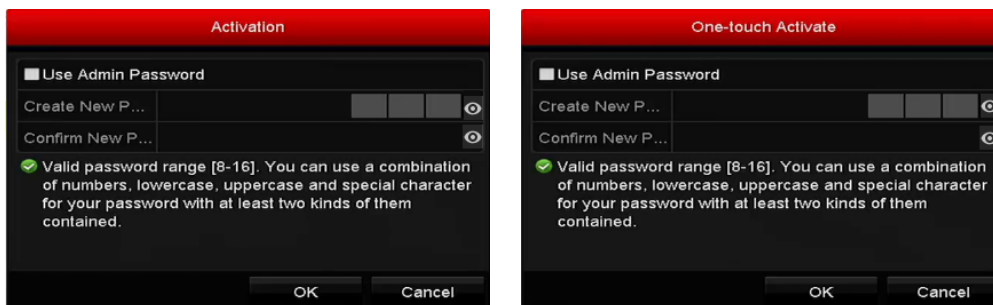 Activation
Use Admin Password
Create New P...
Confirm New P...
Valid password range [8-16]. You can use a combination
of numbers, lowercase, uppercase and special character
for your password with at least two kinds of them
contained.
OK Cancel
One-touch Activate
Use Admin Password
Create New P...
Confirm New P...
Valid password range [8-16]. You can use a combination
of numbers, lowercase, uppercase and special character
for your password with at least two kinds of them
contained.
OK Cancel